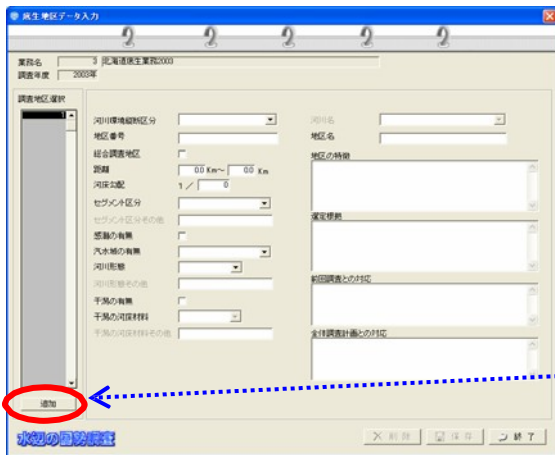 底生地区データ入力
業務名 3 北海道底生業務2003
調査年度 2003年
調査地区選択
1
河川環境縦断区分 河川名
地区番号 地区名
総合調査地区 地区の特徴
距離 0.0 Km～ 0.0 Km
河床勾配 1／ 0
セグメント区分 選定根拠
セグメント区分その他
感潮の有無
汽水域の有無
河川形態 前回調査との対応
河川形態その他
干潟の有無
干潟の河床材料 全体調査計画との対応
干潟の河床材料その他
追加
水辺の国勢調査 削除 保存 終了